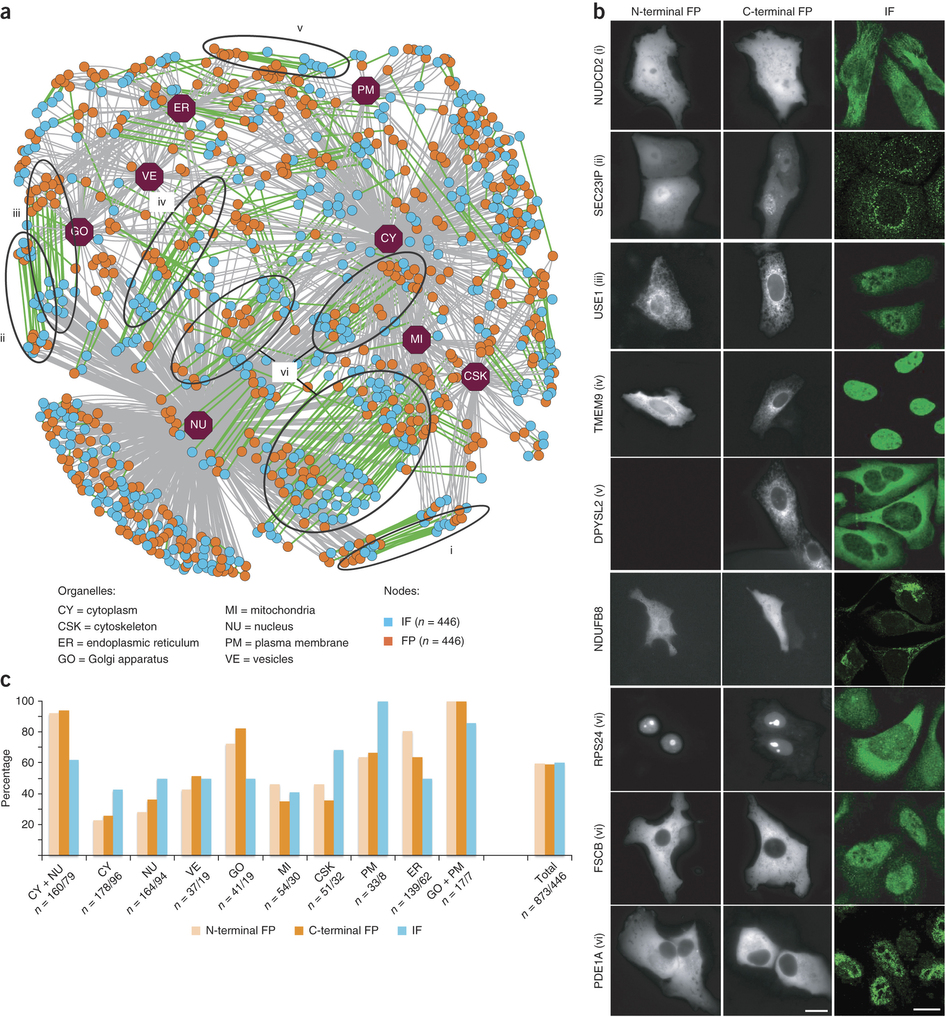 a
v
PM
ER
VE
iv
iii
GO
CY
ii
MI
vi
CSK
NU
i
Organelles:
CY = cytoplasm
CSK = cytoskeleton
ER = endoplasmic reticulum
GO = Golgi apparatus
MI = mitochondria
NU = nucleus
PM = plasma membrane
VE = vesicles
Nodes:
IF (n = 446)
FP (n = 446)
b
N-terminal FP
C-terminal FP
IF
NUDCD2 (i)
SEC23IP (ii)
USE1 (iii)
TMEM9 (iv)
DPYSL2 (v)
NDUFB8
RPS24 (vi)
FSCB (vi)
PDE1A (vi)
c
Percentage
100
80
60
40
20
CY + NU
n = 160/79
CY
n = 178/96
NU
n = 164/94
VE
n = 37/19
GO
n = 41/19
MI
n = 54/30
CSK
n = 51/32
PM
n = 33/8
ER
n = 139/62
GO + PM
n = 17/7
Total
n = 873/446
N-terminal FP
C-terminal FP
IF